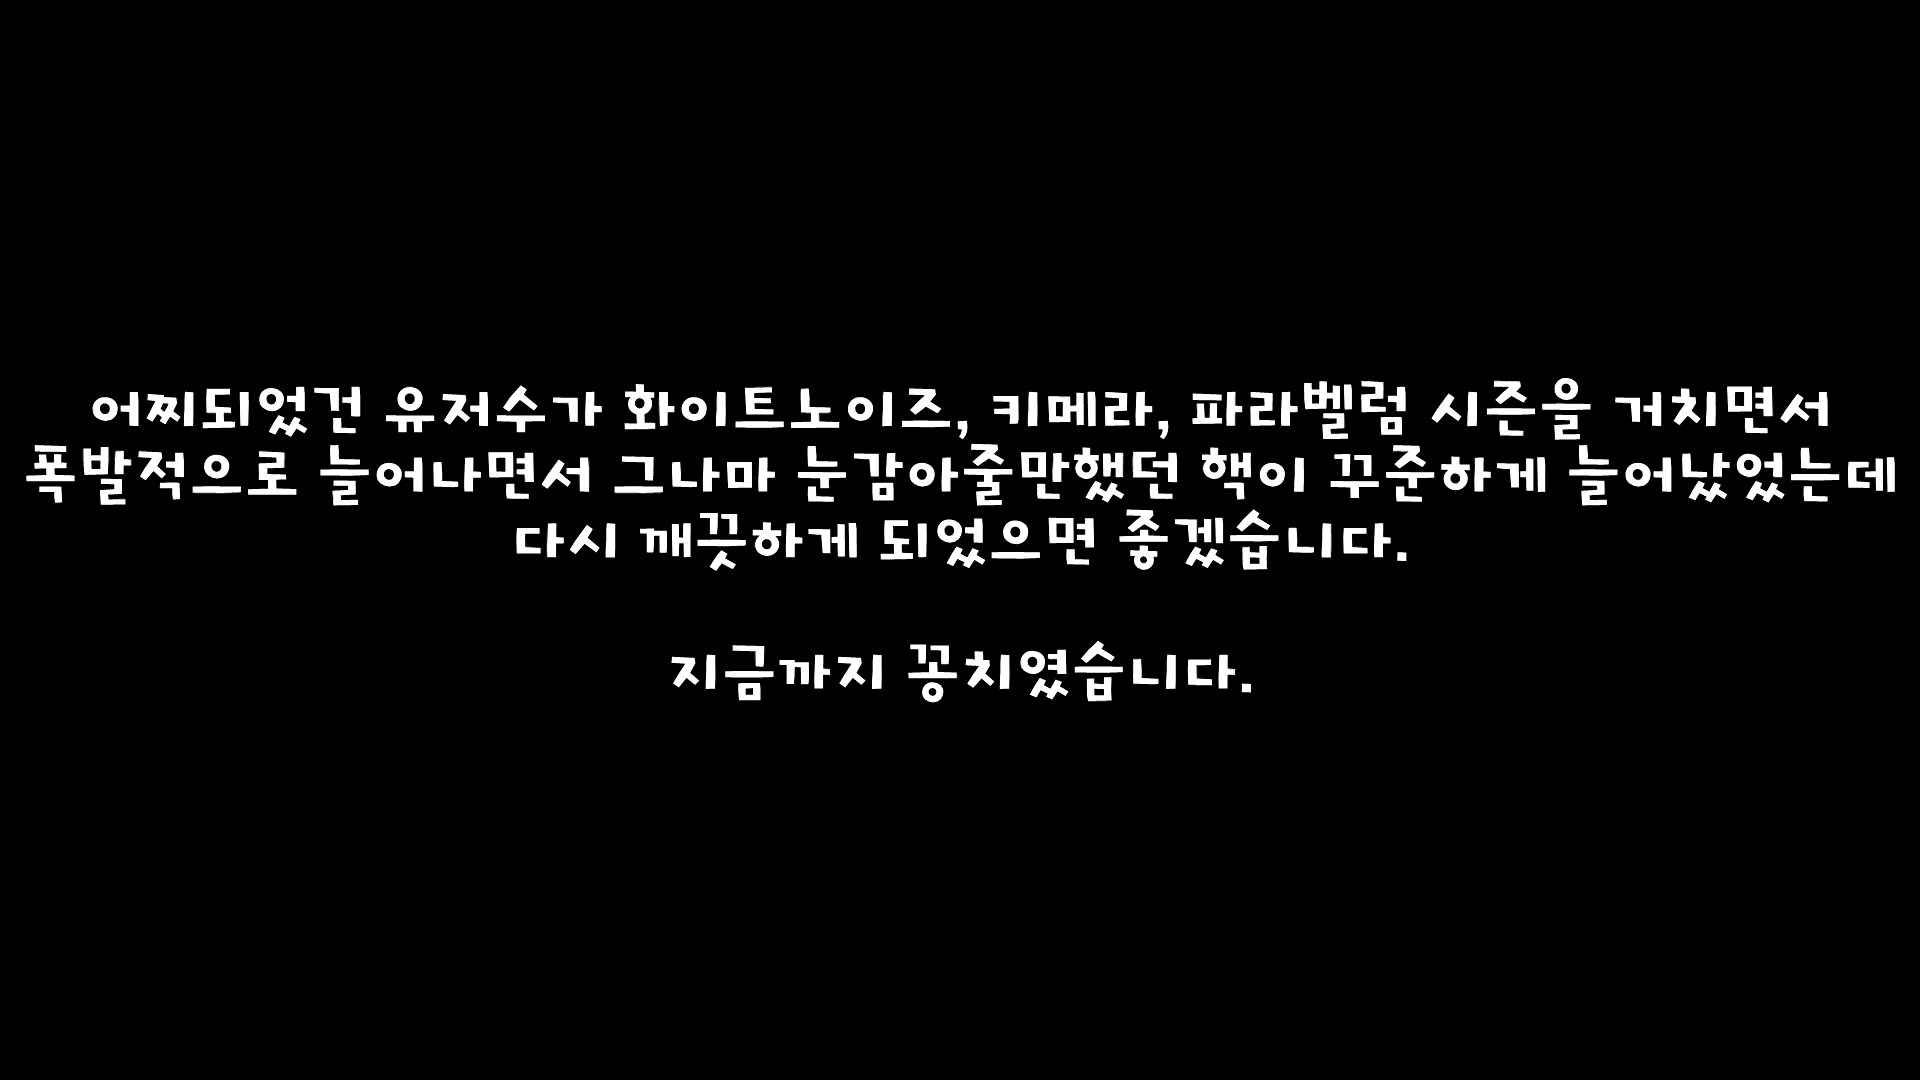 어찌되었건 유저수가 화이트노이즈, 키메라, 파라벨럼 시즌을 거치면서
폭발적으로 늘어나면서 그나마 눈감아줄만했던 핵이 꾸준하게 늘어났었는데
다시 깨끗하게 되었으면 좋겠습니다.
지금까지 꽁치였습니다.